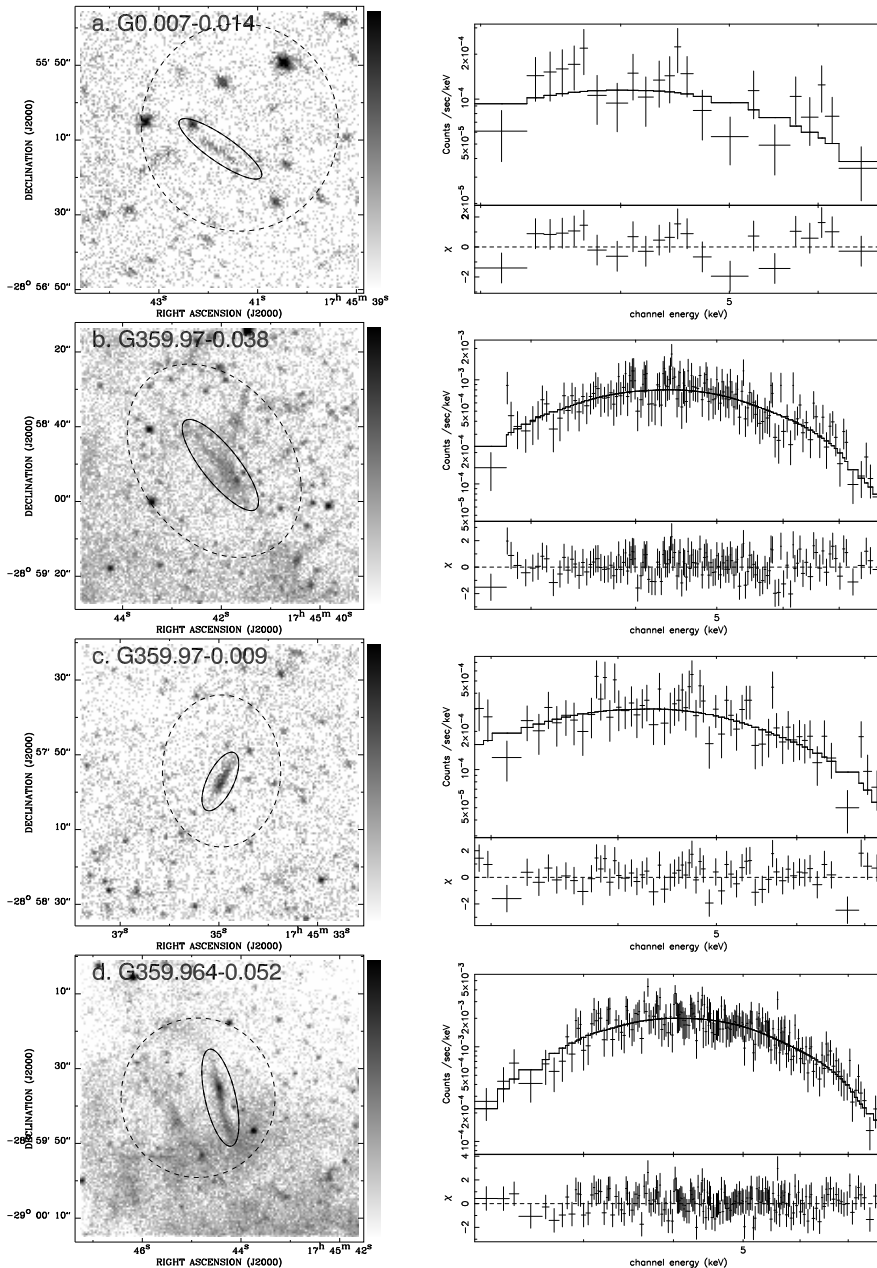 a. G0.007-0.014
55' 50"
10"
30"
-28° 56' 50"
DECLINATION (J2000)
43s 41s 17h 45m 39s
RIGHT ASCENSION (J2000)
2×10⁻⁴
10⁻⁴
5×10⁻⁵
2×10⁻⁵
Counts /sec/keV
2
0
-2
χ
5
channel energy (keV)
b. G359.97-0.038
20"
58' 40"
00"
-28° 59' 20"
DECLINATION (J2000)
44s 42s 17h 45m 40s
RIGHT ASCENSION (J2000)
2×10⁻³
10⁻³
5×10⁻⁴
2×10⁻⁴
10⁻⁴
5×10⁻⁵
Counts /sec/keV
5
2
0
-2
χ
5
channel energy (keV)
c. G359.97-0.009
30"
57' 50"
10"
-28° 58' 30"
DECLINATION (J2000)
37s 35s 17h 45m 33s
RIGHT ASCENSION (J2000)
5×10⁻⁴
2×10⁻⁴
10⁻⁴
5×10⁻⁵
Counts /sec/keV
2
0
-2
χ
5
channel energy (keV)
d. G359.964-0.052
10"
30"
-28° 59' 50"
-29° 00' 10"
DECLINATION (J2000)
46s 44s 17h 45m 42s
RIGHT ASCENSION (J2000)
5×10⁻³
2×10⁻³
10⁻³
5×10⁻⁴
2×10⁻⁴
10⁻⁴
Counts /sec/keV
4
2
0
-2
χ
5
channel energy (keV)